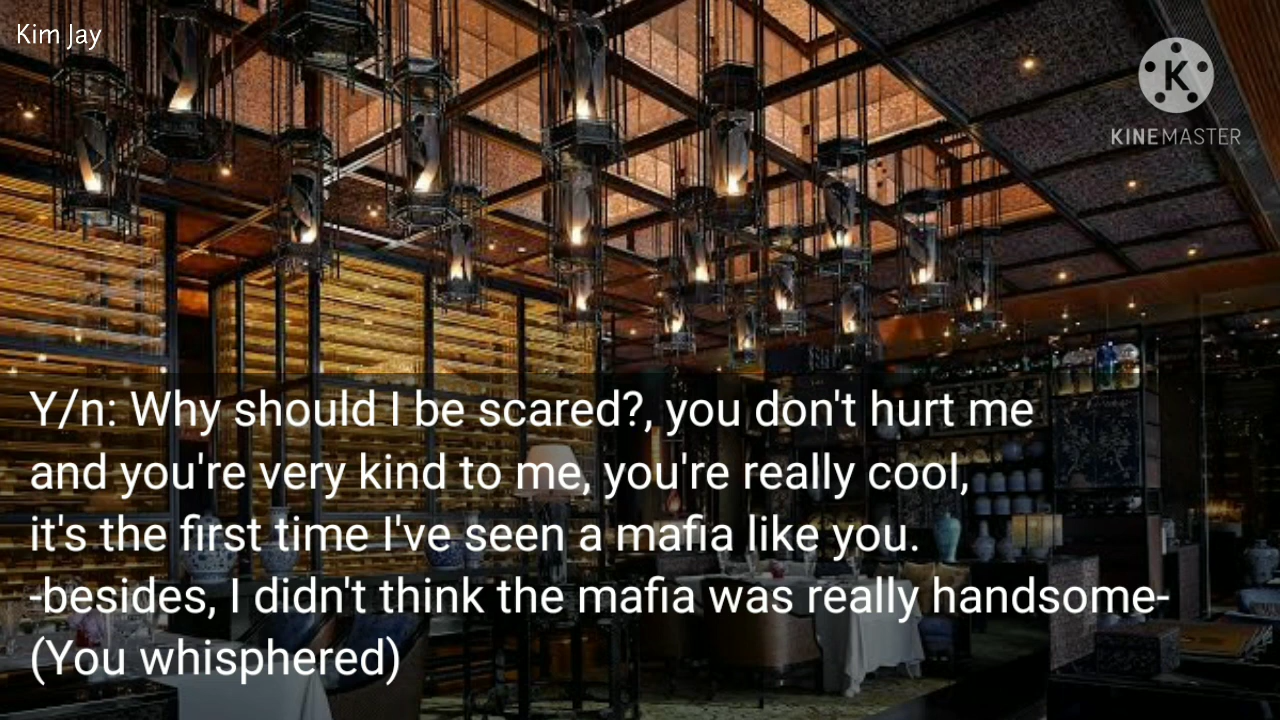 Kim Jay
K
KINEMASTER
Y/n: Why should I be scared?, you don't hurt me
and you're very kind to me, you're really cool,
it's the first time I've seen a mafia like you.
-besides, I didn't think the mafia was really handsome-
(You whisphered)